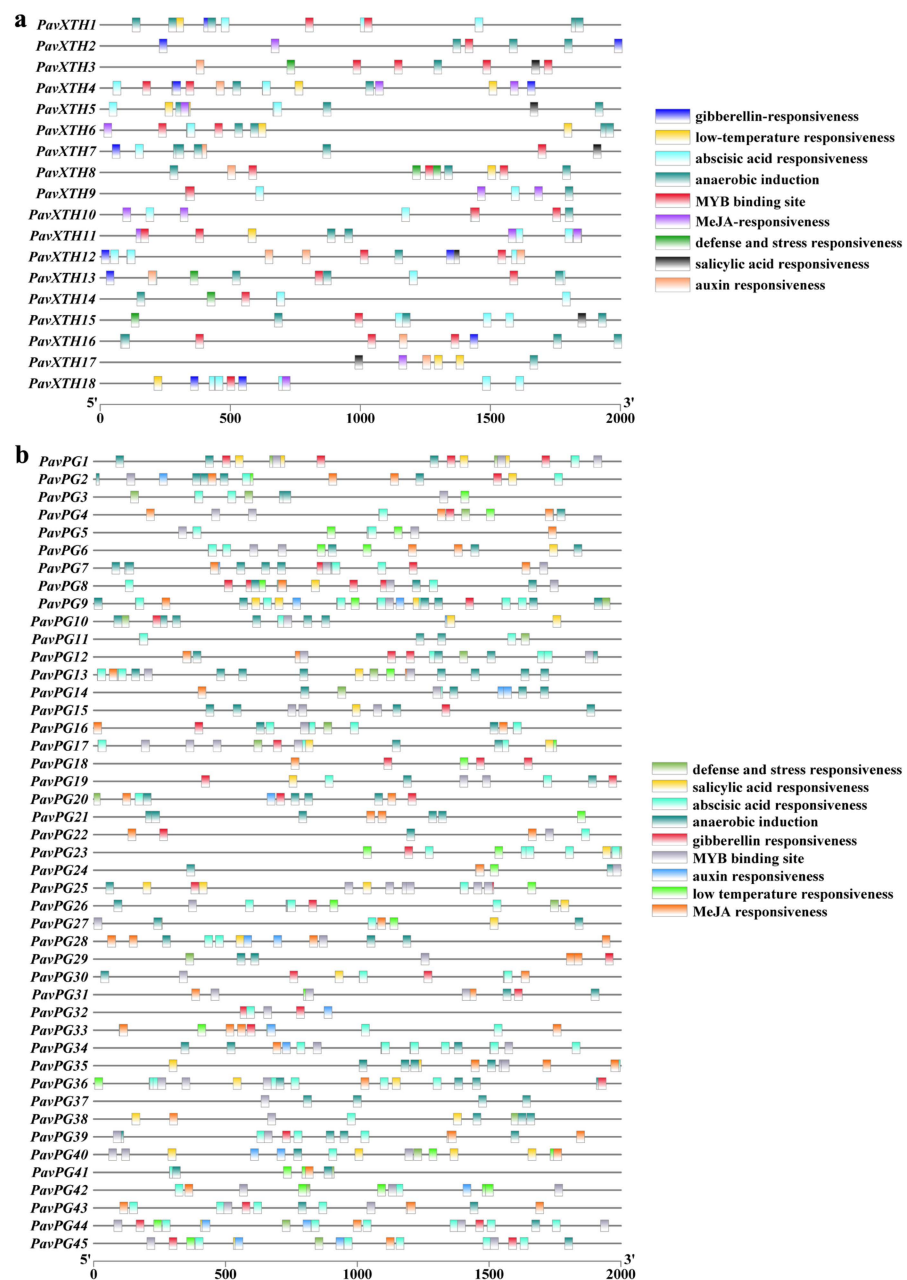 a
PavXTH1
PavXTH2
PavXTH3
PavXTH4
PavXTH5
PavXTH6
PavXTH7
PavXTH8
PavXTH9
PavXTH10
PavXTH11
PavXTH12
PavXTH13
PavXTH14
PavXTH15
PavXTH16
PavXTH17
PavXTH18
5' 3'
0 500 1000 1500 2000
gibberellin-responsiveness
low-temperature responsiveness
abscisic acid responsiveness
anaerobic induction
MYB binding site
MeJA-responsiveness
defense and stress responsiveness
salicylic acid responsiveness
auxin responsiveness
b
PavPG1
PavPG2
PavPG3
PavPG4
PavPG5
PavPG6
PavPG7
PavPG8
PavPG9
PavPG10
PavPG11
PavPG12
PavPG13
PavPG14
PavPG15
PavPG16
PavPG17
PavPG18
PavPG19
PavPG20
PavPG21
PavPG22
PavPG23
PavPG24
PavPG25
PavPG26
PavPG27
PavPG28
PavPG29
PavPG30
PavPG31
PavPG32
PavPG33
PavPG34
PavPG35
PavPG36
PavPG37
PavPG38
PavPG39
PavPG40
PavPG41
PavPG42
PavPG43
PavPG44
PavPG45
5' 3'
0 500 1000 1500 2000
defense and stress responsiveness
salicylic acid responsiveness
abscisic acid responsiveness
anaerobic induction
gibberellin responsiveness
MYB binding site
auxin responsiveness
low temperature responsiveness
MeJA responsiveness